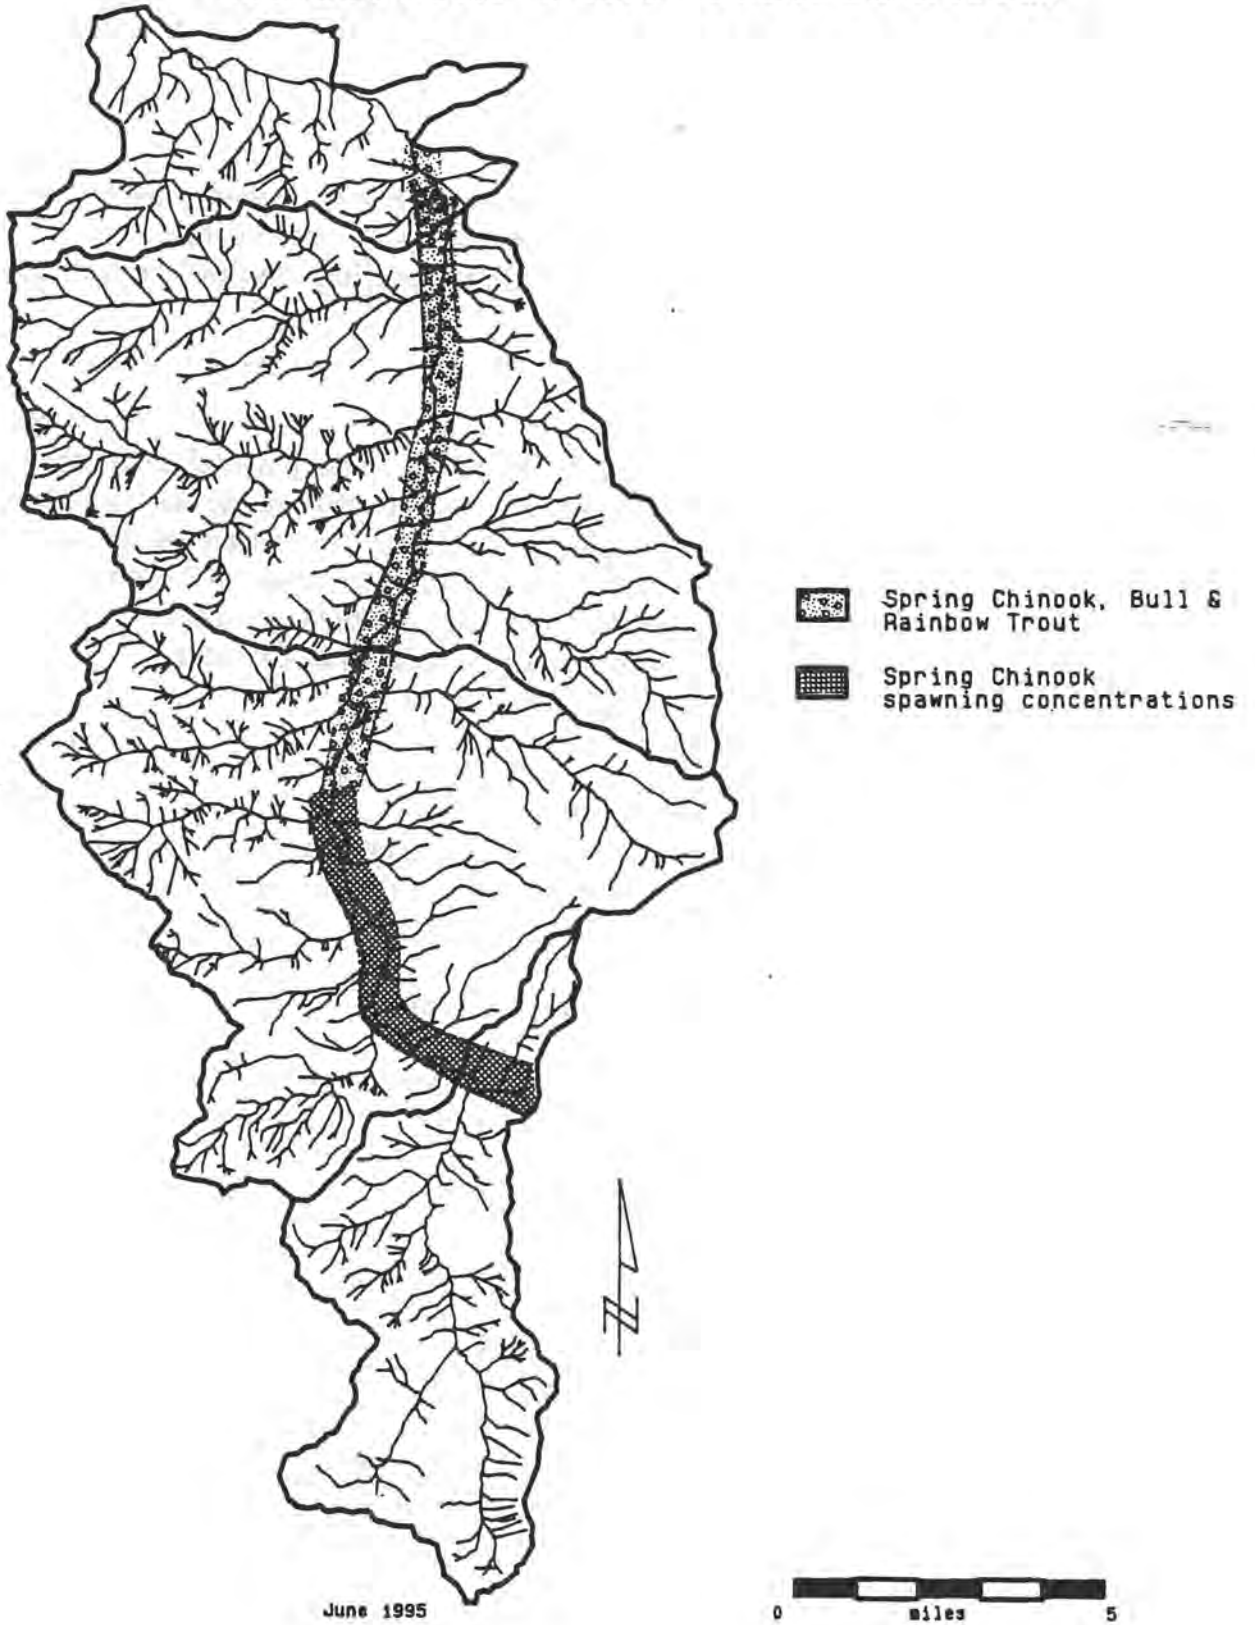 Spring Chinook, Bull &
Rainbow Trout
Spring Chinook
spawning concentrations
N
June 1995
0 miles 5